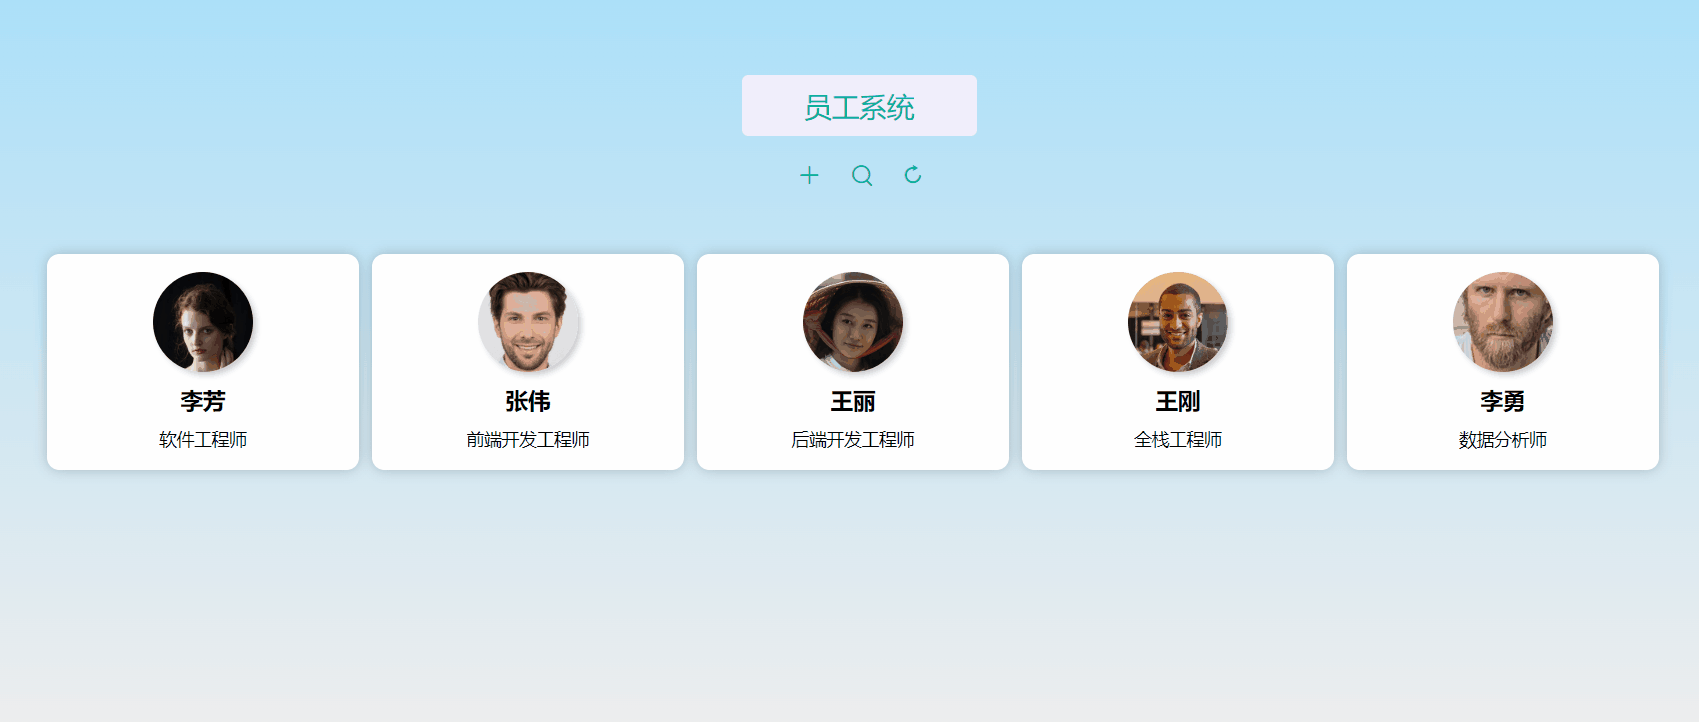 员工系统
李芳
软件工程师
张伟
前端开发工程师
王丽
后端开发工程师
王刚
全栈工程师
李勇
数据分析师